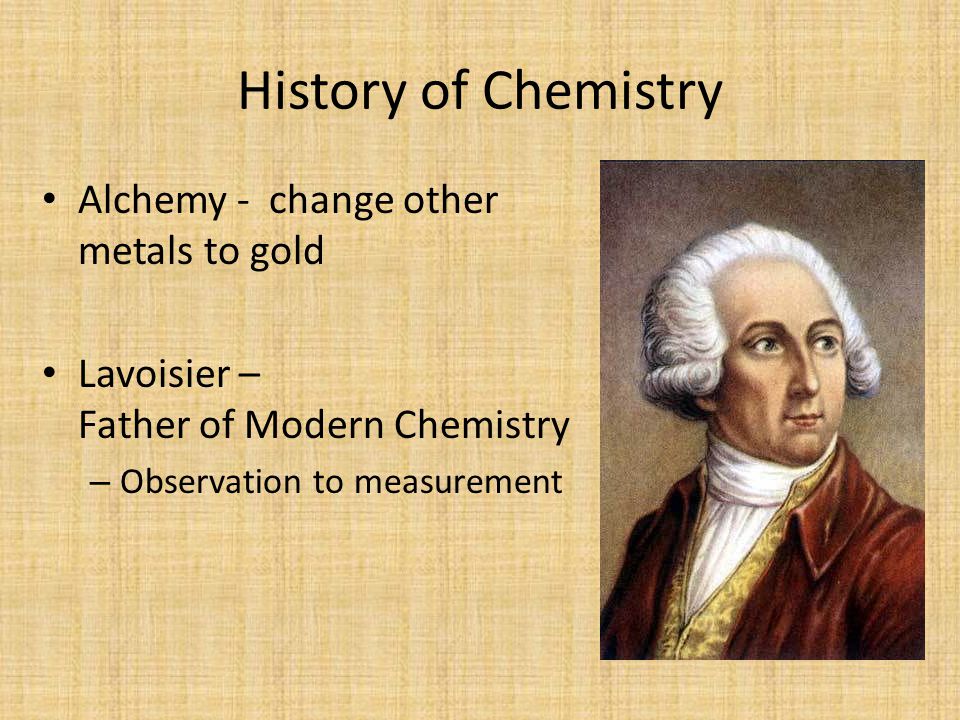 History of Chemistry
• Alchemy -  change other
metals to gold
• Lavoisier –
Father of Modern Chemistry
– Observation to measurement